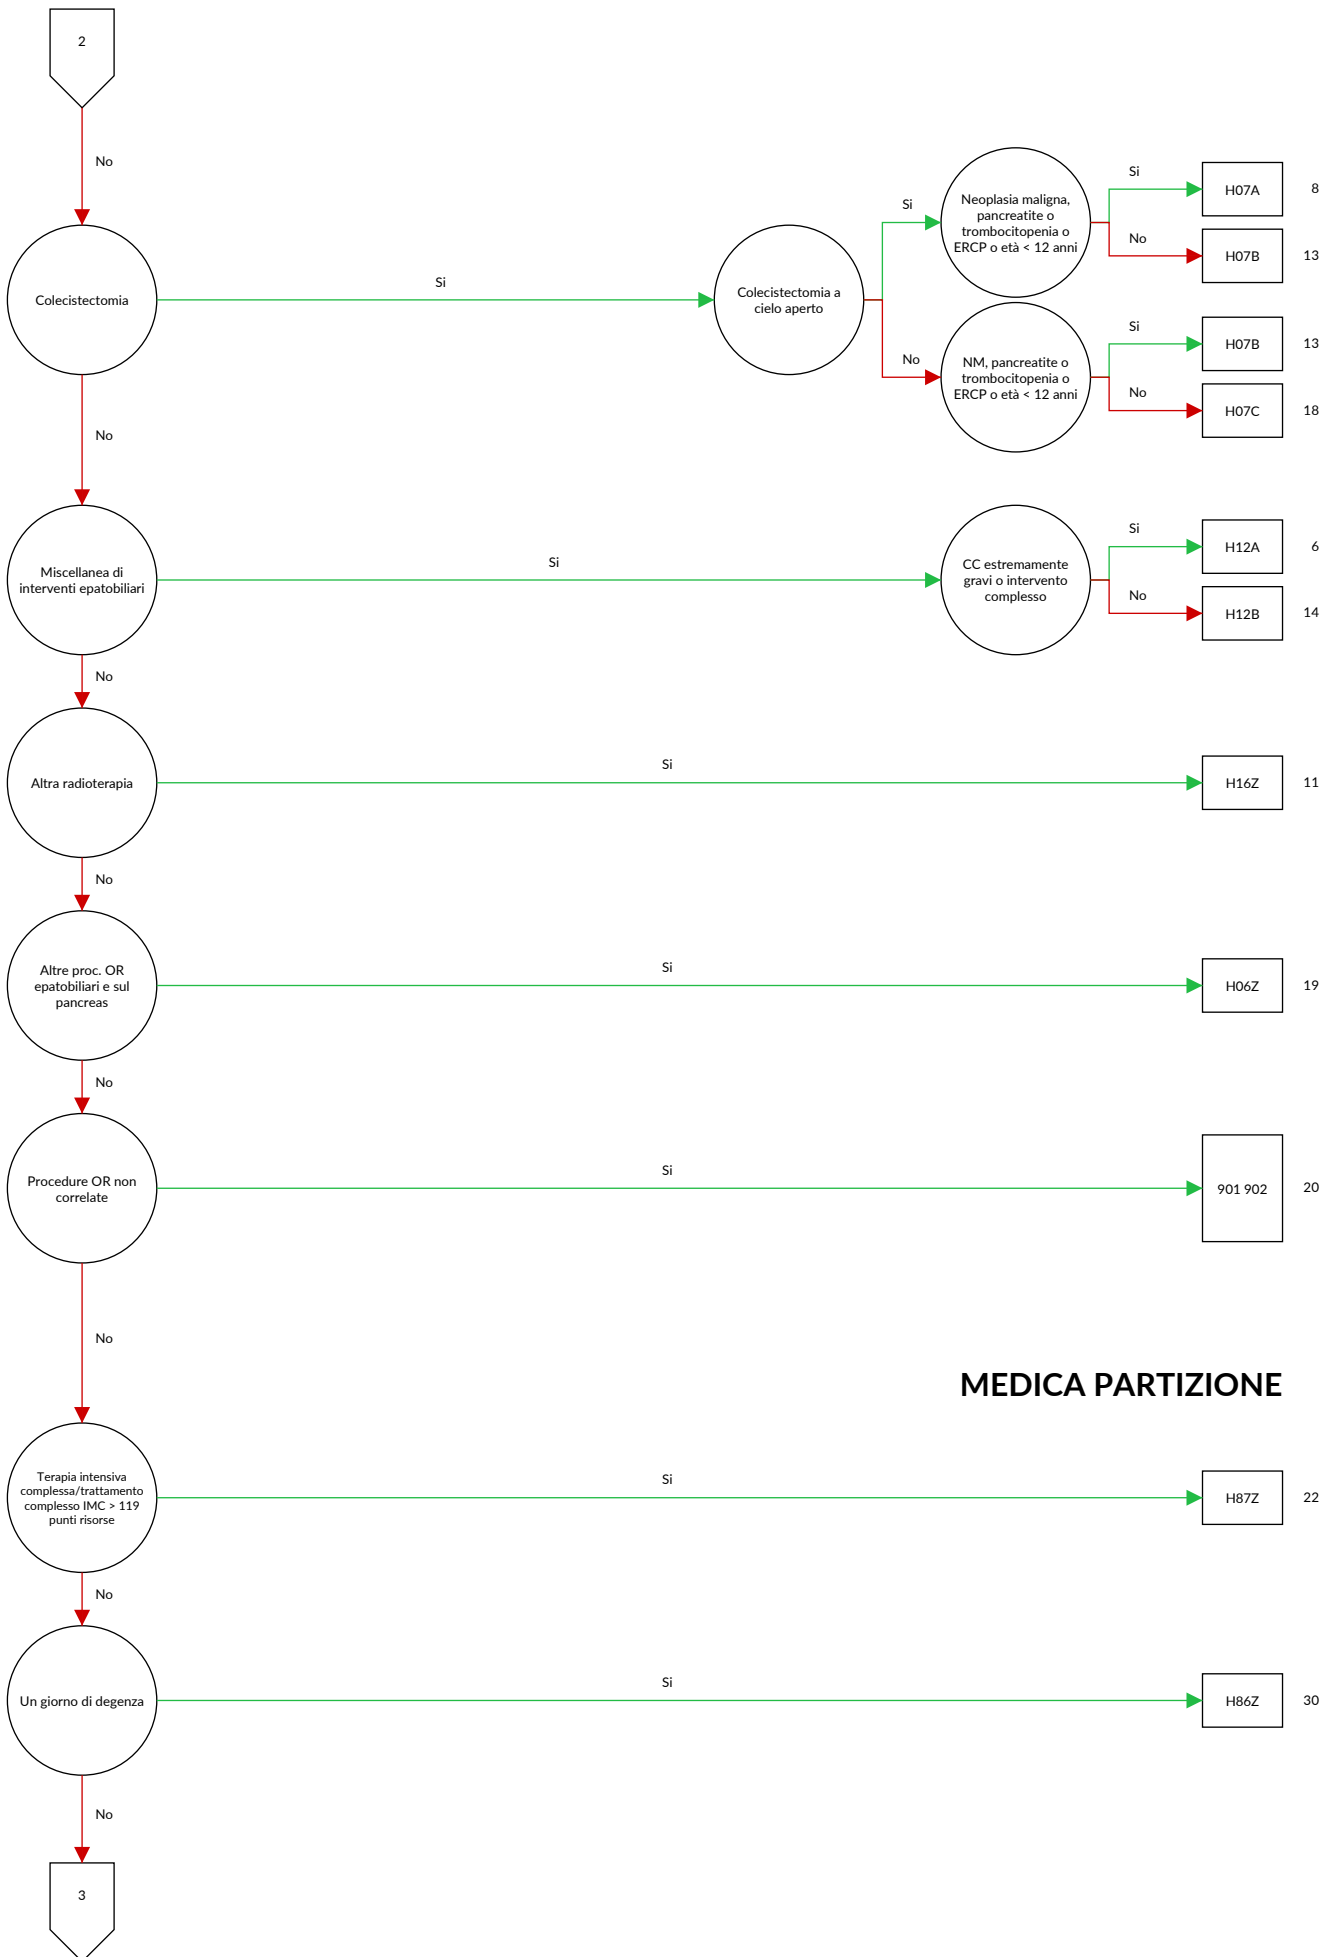 2
No
Colecistectomia
Si
Colecistectomia a
cielo aperto
Si
Neoplasia maligna,
pancreatite o
trombocitopenia o
ERCP o età < 12 anni
Si
H07A
8
No
H07B
13
No
NM, pancreatite o
trombocitopenia o
ERCP o età < 12 anni
Si
H07B
13
No
H07C
18
No
Miscellanea di
interventi epatobiliari
Si
CC estremamente
gravi o intervento
complesso
Si
H12A
6
No
H12B
14
No
Altra radioterapia
Si
H16Z
11
No
Altre proc. OR
epatobiliari e sul
pancreas
Si
H06Z
19
No
Procedure OR non
correlate
Si
901 902
20
No
MEDICA PARTIZIONE
Terapia intensiva
complessa/trattamento
complesso IMC > 119
punti risorse
Si
H87Z
22
No
Un giorno di degenza
Si
H86Z
30
No
3